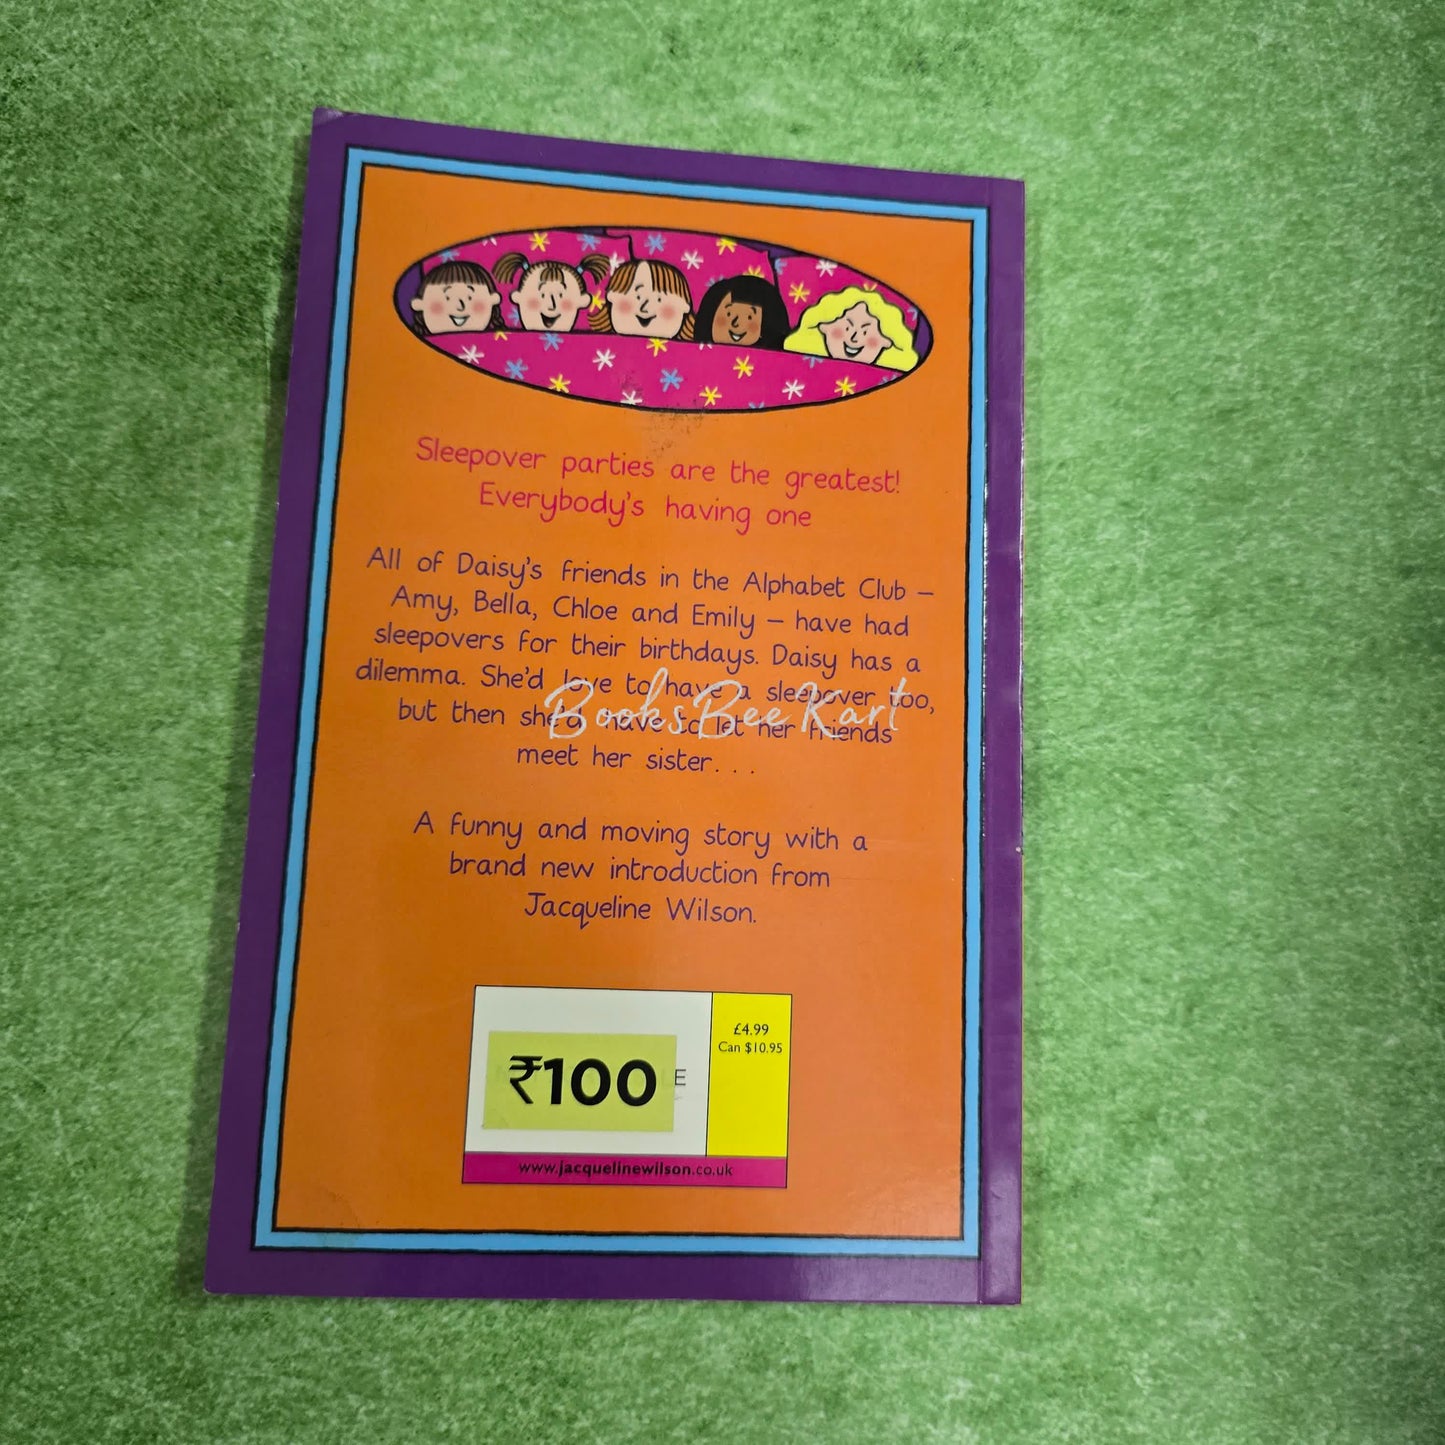 Sleepover parties are the greatest!
Everybody's having one
All of Daisy's friends in the Alphabet Club –
Amy, Bella, Chloe and Emily – have had
sleepovers for their birthdays. Daisy has a
dilemma. She'd love to have a sleepover too,
but then she'd have to let her friends
meet her sister. . .
BooksBeeKart
A funny and moving story with a
brand new introduction from
Jacqueline Wilson.
£4.99
Can $10.95
₹100
E
www.jacquelinewilson.co.uk